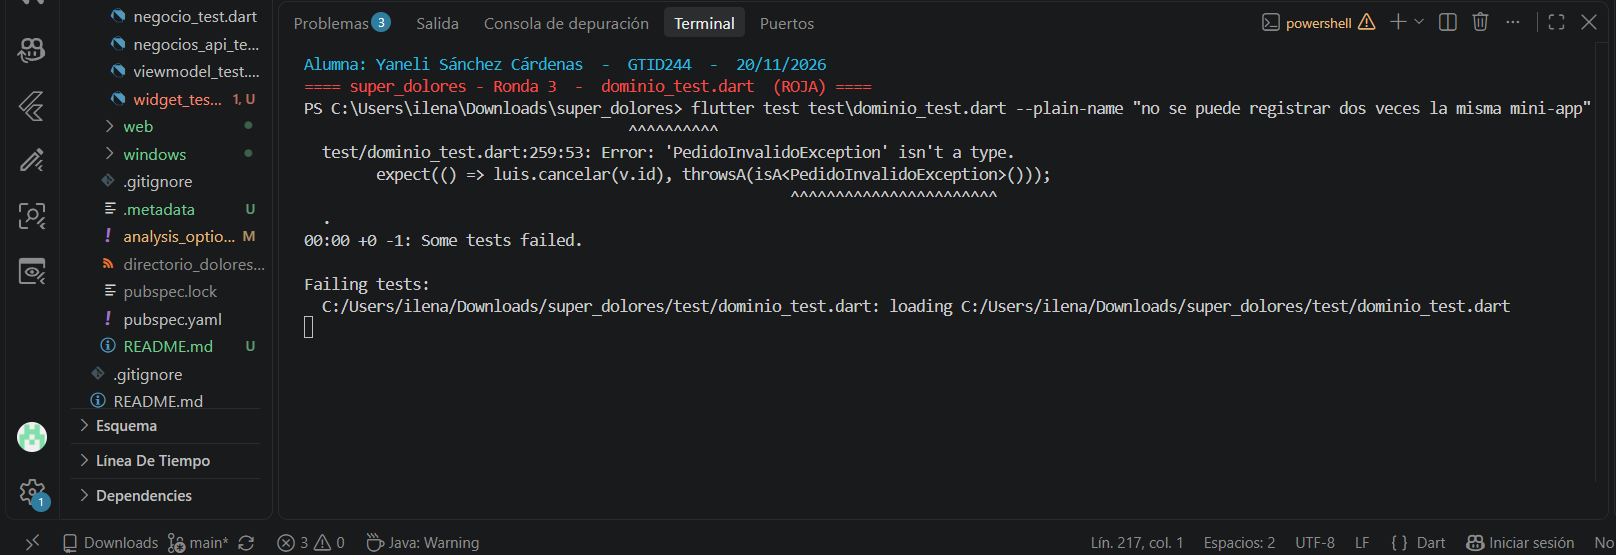 negocio_test.dart
negocios_api_te...
viewmodel_test....
widget_tes... 1, U
web
windows
.gitignore
.metadata U
analysis_optio... M
directorio_dolores...
pubspec.lock
pubspec.yaml
README.md U
.gitignore
README.md
Esquema
Línea De Tiempo
Dependencies
1
Problemas 3 Salida Consola de depuración Terminal Puertos
powershell
Alumna: Yaneli Sánchez Cárdenas - GTID244 - 20/11/2026
==== super_dolores - Ronda 3 - dominio_test.dart (ROJA) ====
PS C:\Users\ilena\Downloads\super_dolores> flutter test test\dominio_test.dart --plain-name "no se puede registrar dos veces la misma mini-app"
^^^^^^^^^^
test/dominio_test.dart:259:53: Error: 'PedidoInvalidoException' isn't a type.
expect(() => luis.cancelar(v.id), throwsA(isA<PedidoInvalidoException>()));
^^^^^^^^^^^^^^^^^^^^^^^
.
00:00 +0 -1: Some tests failed.
Failing tests:
C:/Users/ilena/Downloads/super_dolores/test/dominio_test.dart: loading C:/Users/ilena/Downloads/super_dolores/test/dominio_test.dart
Downloads main* 3 0 Java: Warning Lín. 217, col. 1 Espacios: 2 UTF-8 LF { } Dart Iniciar sesión No